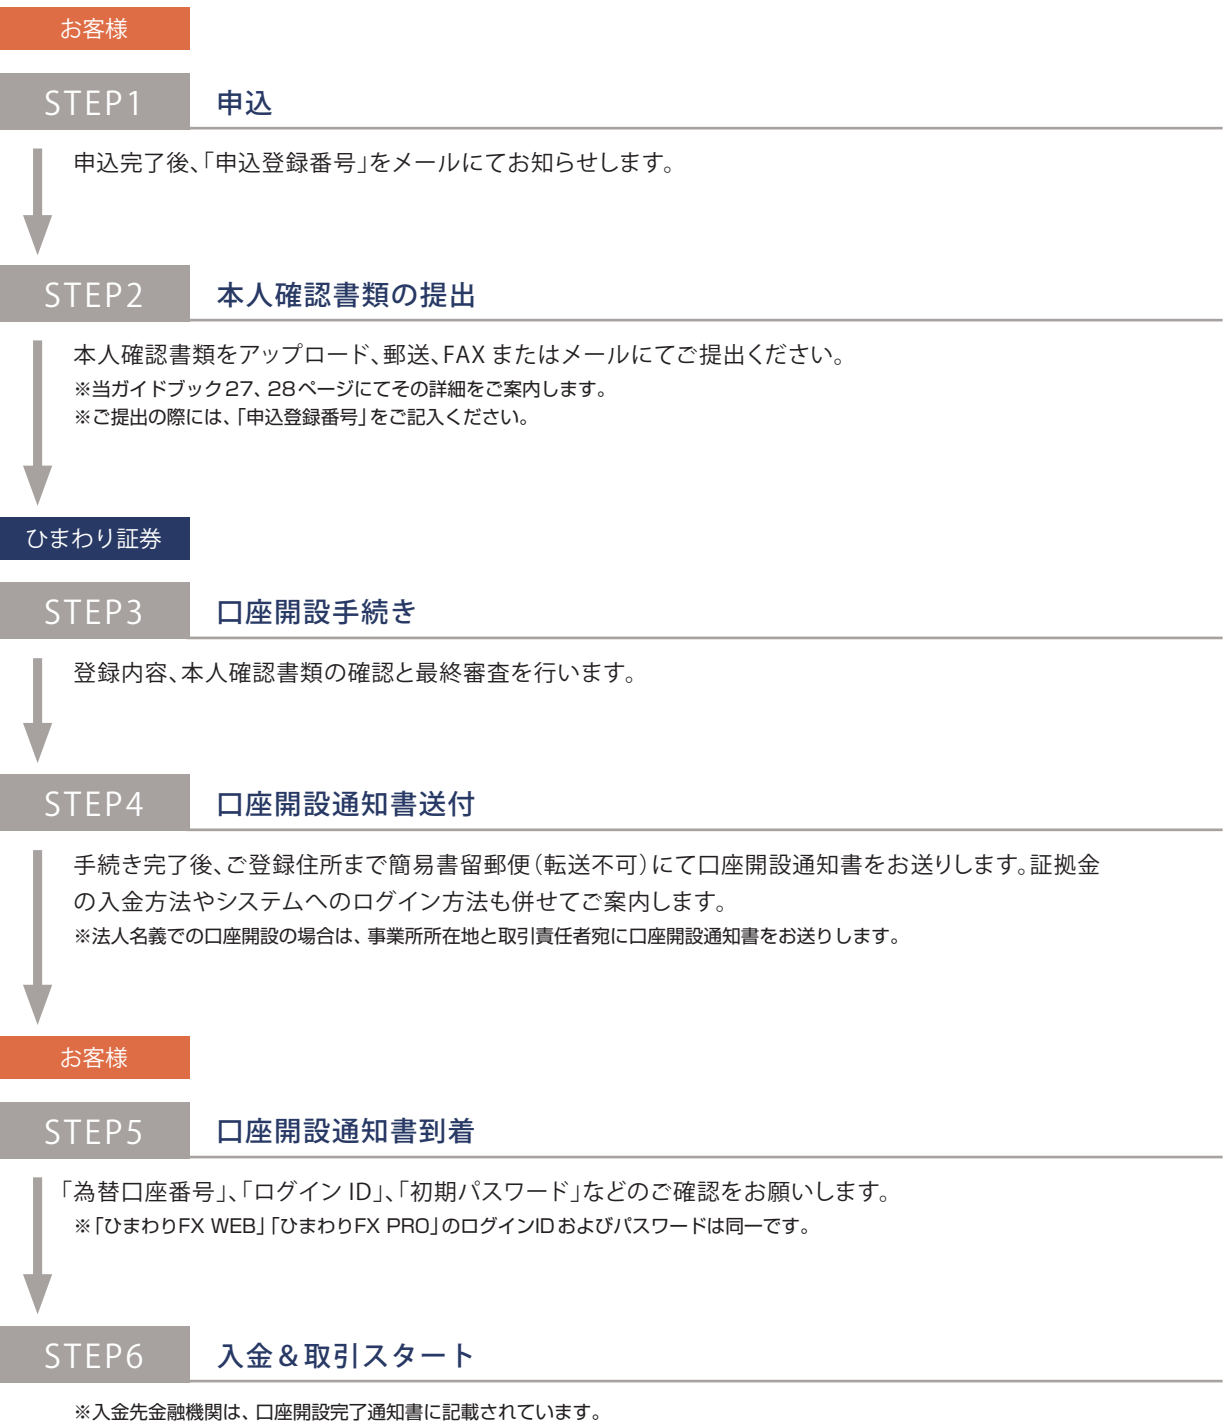 お客様
STEP1 申込
申込完了後、「申込登録番号」をメールにてお知らせします。
STEP2 本人確認書類の提出
本人確認書類をアップロード、郵送、FAX またはメールにてご提出ください。
※当ガイドブック27、28ページにてその詳細をご案内します。
※ご提出の際には、「申込登録番号」をご記入ください。
ひまわり証券
STEP3 口座開設手続き
登録内容、本人確認書類の確認と最終審査を行います。
STEP4 口座開設通知書送付
手続き完了後、ご登録住所まで簡易書留郵便（転送不可）にて口座開設通知書をお送りします。証拠金
の入金方法やシステムへのログイン方法も併せてご案内します。
※法人名義での口座開設の場合は、事業所所在地と取引責任者宛に口座開設通知書をお送りします。
お客様
STEP5 口座開設通知書到着
「為替口座番号」、「ログイン ID」、「初期パスワード」などのご確認をお願いします。
※「ひまわりFX WEB」「ひまわりFX PRO」のログインIDおよびパスワードは同一です。
STEP6 入金＆取引スタート
※入金先金融機関は、口座開設完了通知書に記載されています。